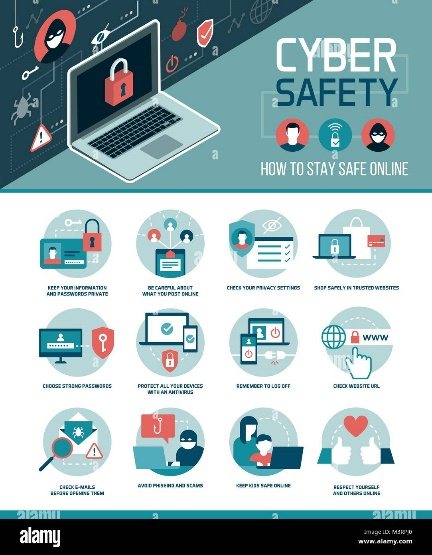 CYBER
SAFETY
HOW TO STAY SAFE ONLINE
KEEP YOUR INFORMATION
AND PASSWORDS PRIVATE
BE CAREFUL ABOUT
WHAT YOU POST ONLINE
CHECK YOUR PRIVACY SETTINGS
SHOP SAFELY IN TRUSTED WEBSITES
CHOOSE STRONG PASSWORDS
PROTECT ALL YOUR DEVICES
WITH AN ANTIVIRUS
REMEMBER TO LOG OFF
WWW
CHECK WEBSITE URL
CHECK E-MAILS
BEFORE OPENING THEM
AVOID PHISHING AND SCAMS
KEEP KIDS SAFE ONLINE
RESPECT YOURSELF
AND OTHERS ONLINE
alamy
alamy
www.alamy.com